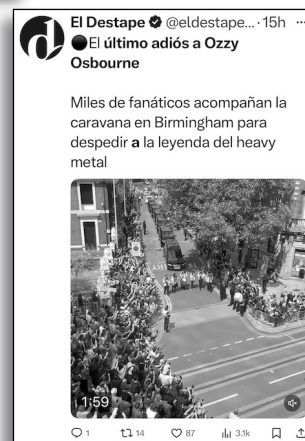 El Destape @eldestape... · 15h ...
El último adiós a Ozzy
Osbourne
Miles de fanáticos acompañan la
caravana en Birmingham para
despedir a la leyenda del heavy
metal
1:59
1 14 87 3.1k